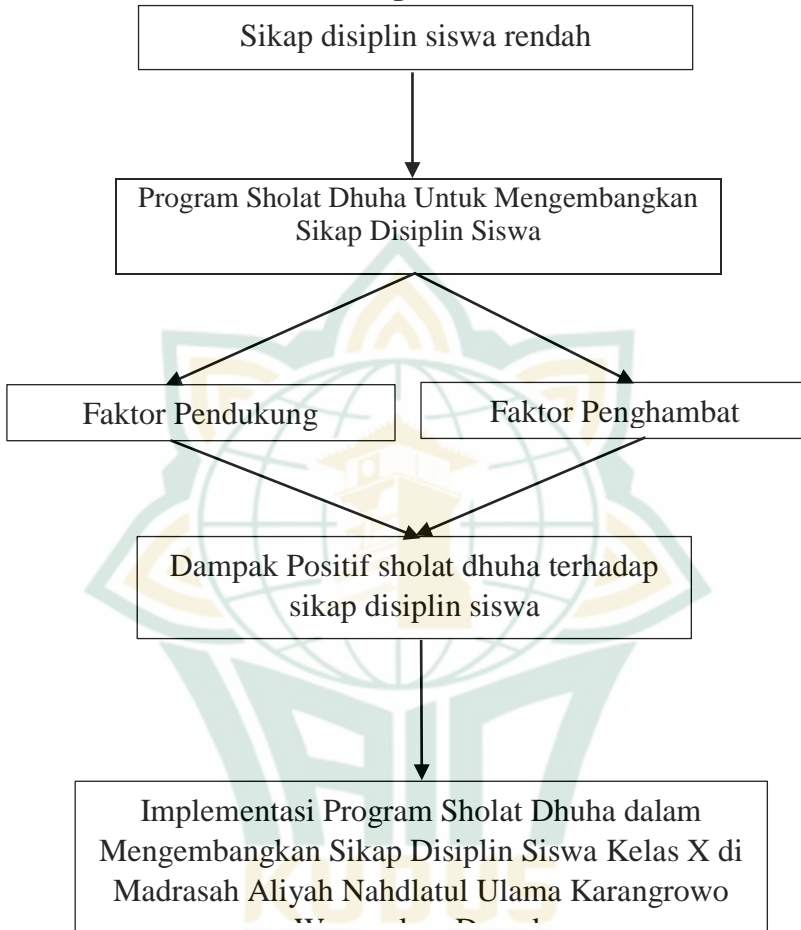 Sikap disiplin siswa rendah
Program Sholat Dhuha Untuk Mengembangkan
Sikap Disiplin Siswa
Faktor Pendukung
Faktor Penghambat
Dampak Positif sholat dhuha terhadap
sikap disiplin siswa
Implementasi Program Sholat Dhuha dalam
Mengembangkan Sikap Disiplin Siswa Kelas X di
Madrasah Aliyah Nahdlatul Ulama Karangrowo
KUDUS